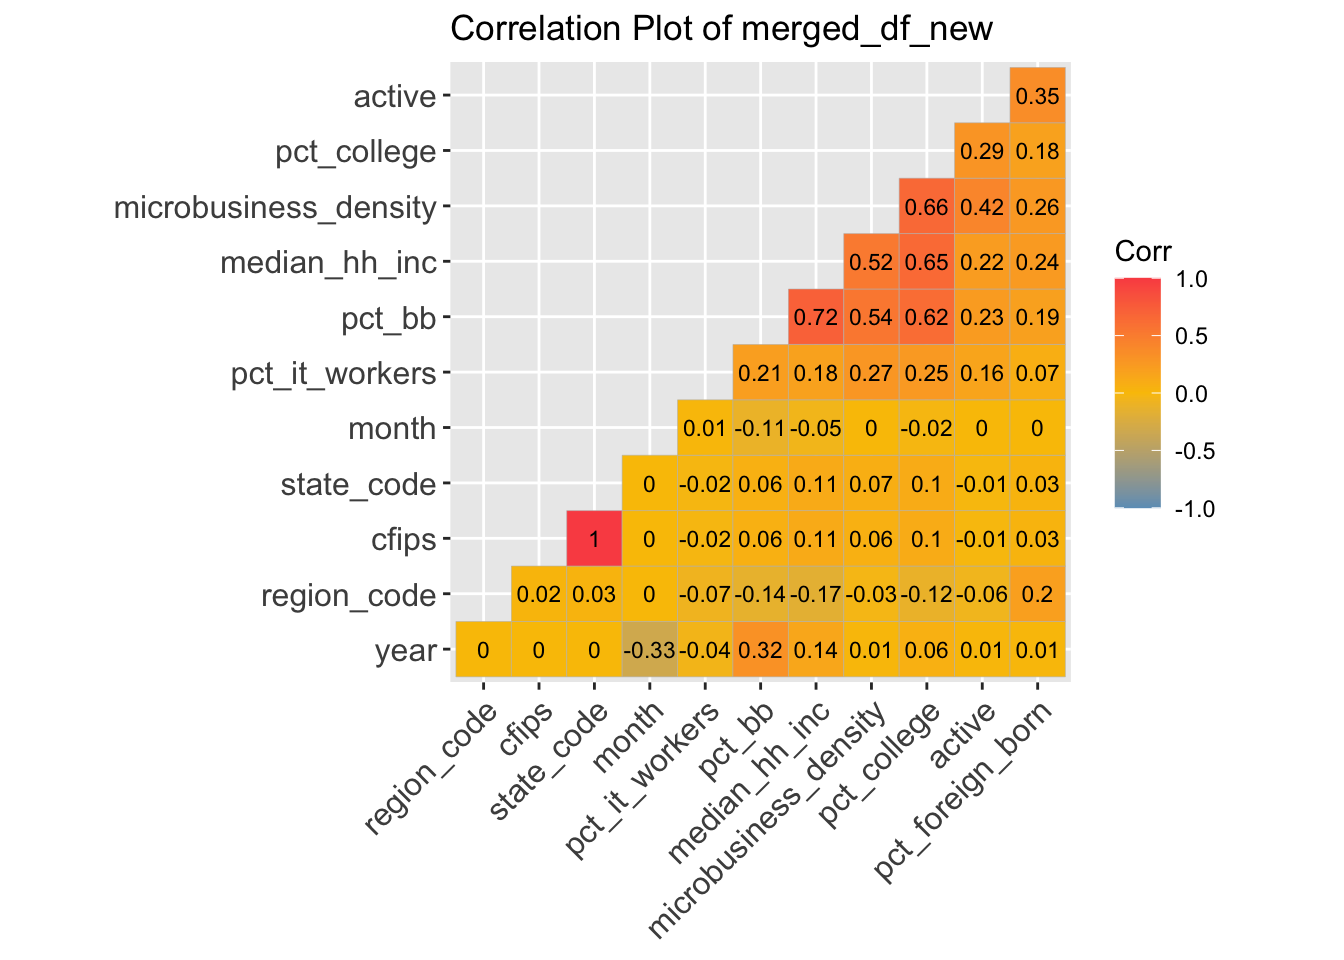 Correlation Plot of merged_df_new
active 0.35
pct_college 0.29 0.18
microbusiness_density 0.66 0.42 0.26
median_hh_inc 0.52 0.65 0.22 0.24
pct_bb 0.72 0.54 0.62 0.23 0.19
pct_it_workers 0.21 0.18 0.27 0.25 0.16 0.07
month 0.01 -0.11 -0.05 0 -0.02 0 0
state_code 0 -0.02 0.06 0.11 0.07 0.1 -0.01 0.03
cfips 1 0 -0.02 0.06 0.11 0.06 0.1 -0.01 0.03
region_code 0.02 0.03 0 -0.07 -0.14 -0.17 -0.03 -0.12 -0.06 0.2
year 0 0 0 -0.33 -0.04 0.32 0.14 0.01 0.06 0.01 0.01
region_code
cfips
state_code
month
pct_it_workers
pct_bb
median_hh_inc
microbusiness_density
pct_college
active
pct_foreign_born
Corr
1.0
0.5
0.0
-0.5
-1.0